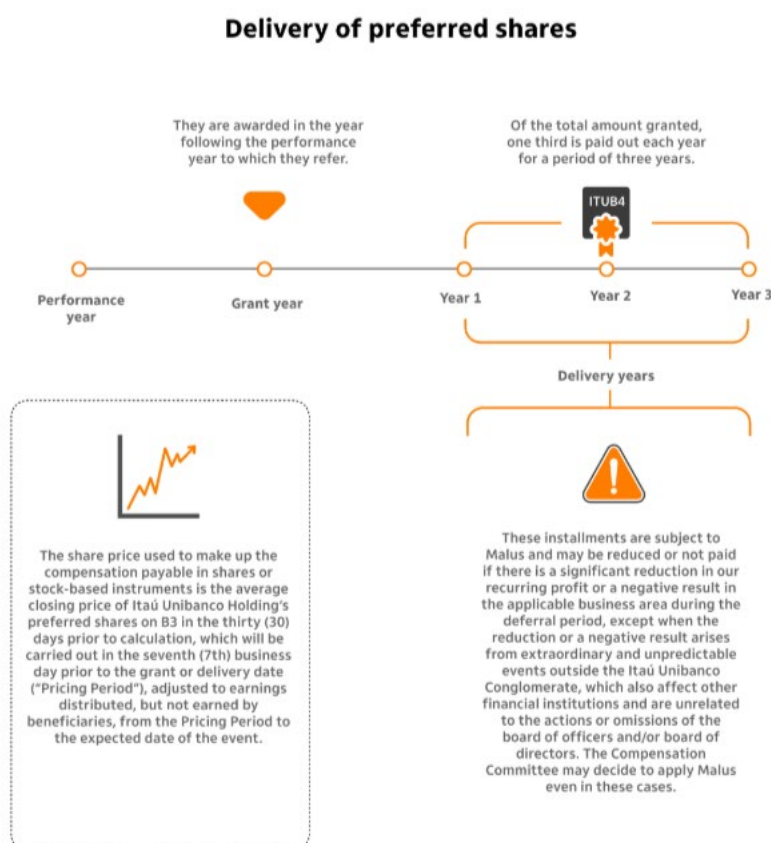 Delivery of preferred shares
They are awarded in the year
following the performance
year to which they refer.
Of the total amount granted,
one third is paid out each year
for a period of three years.
ITUB4
Performance
year
Grant year
Year 1
Year 2
Year 3
Delivery years
The share price used to make up the
compensation payable in shares or
stock-based instruments is the average
closing price of Itaú Unibanco Holding's
preferred shares on B3 in the thirty (30)
days prior to calculation, which will be
carried out in the seventh (7th) business
day prior to the grant or delivery date
("Pricing Period"), adjusted to earnings
distributed, but not earned by
beneficiaries, from the Pricing Period to
the expected date of the event.
These installments are subject to
Malus and may be reduced or not paid
if there is a significant reduction in our
recurring profit or a negative result in
the applicable business area during the
deferral period, except when the
reduction or a negative result arises
from extraordinary and unpredictable
events outside the Itaú Unibanco
Conglomerate, which also affect other
financial institutions and are unrelated
to the actions or omissions of the
board of officers and/or board of
directors. The Compensation
Committee may decide to apply Malus
even in these cases.